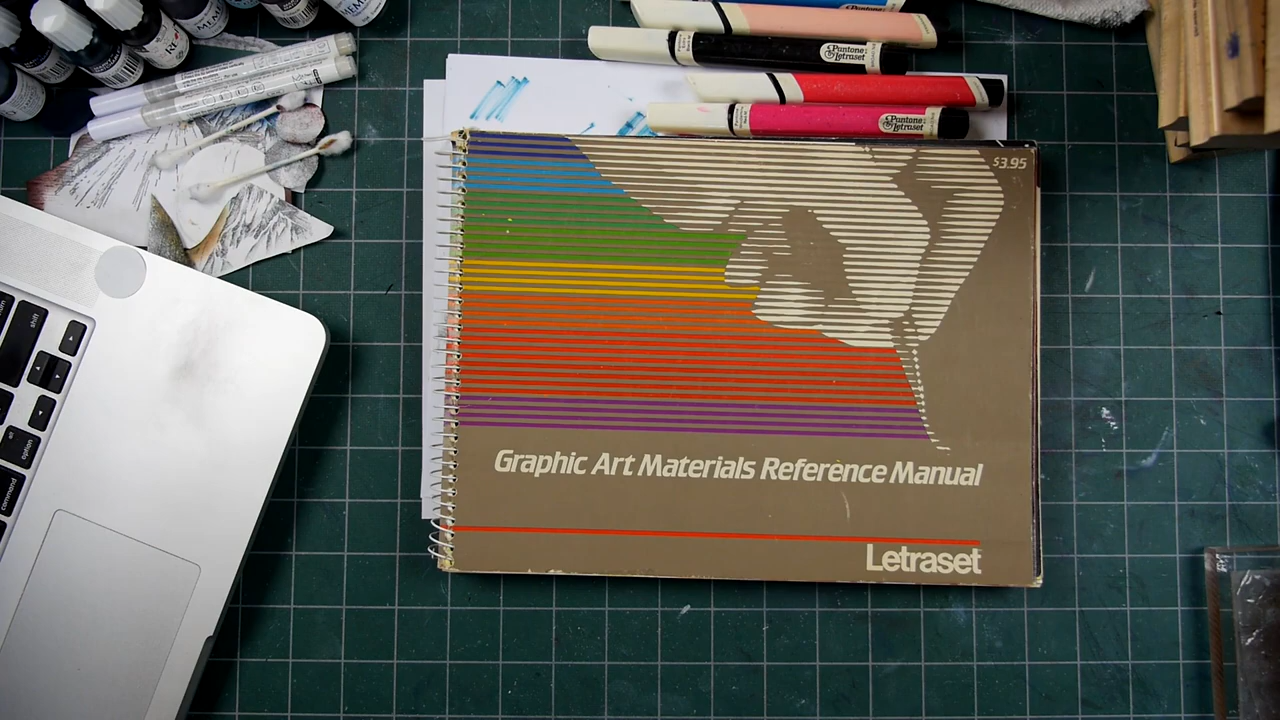 Pantone
Letraset
Pantone
Letraset
$3.95
shift
option
command
Graphic Art Materials Reference Manual
Letraset